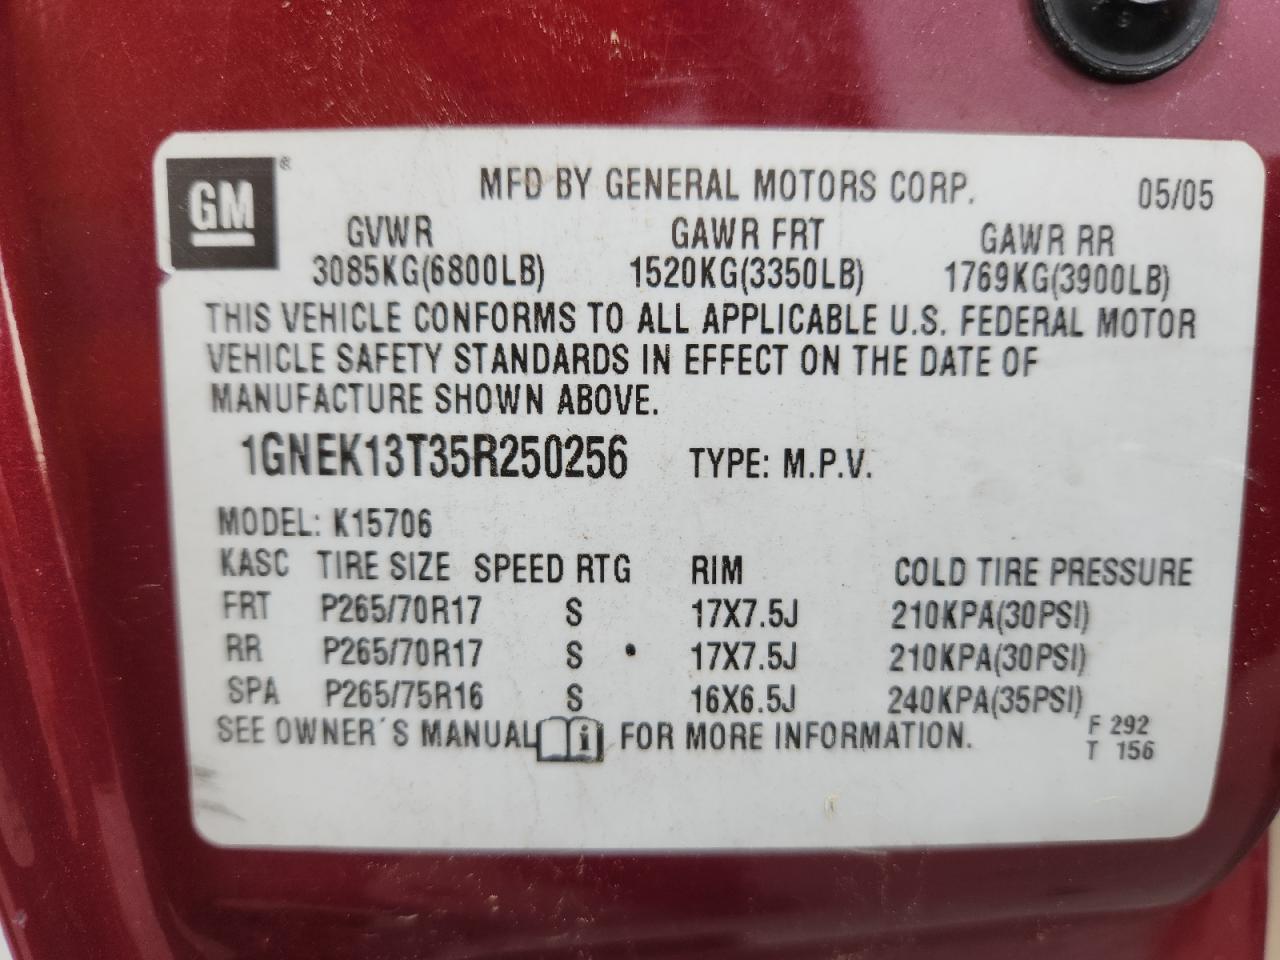 GM®
MFD BY GENERAL MOTORS CORP. 05/05
GVWR GAWR FRT GAWR RR
3085KG(6800LB) 1520KG(3350LB) 1769KG(3900LB)
THIS VEHICLE CONFORMS TO ALL APPLICABLE U.S. FEDERAL MOTOR
VEHICLE SAFETY STANDARDS IN EFFECT ON THE DATE OF
MANUFACTURE SHOWN ABOVE.
1GNEK13T35R250256 TYPE: M.P.V.
MODEL: K15706
KASC TIRE SIZE SPEED RTG RIM COLD TIRE PRESSURE
FRT P265/70R17 S 17X7.5J 210KPA(30PSI)
RR P265/70R17 S 17X7.5J 210KPA(30PSI)
SPA P265/75R16 S 16X6.5J 240KPA(35PSI)
SEE OWNER'S MANUAL i FOR MORE INFORMATION.
F 292
T 156